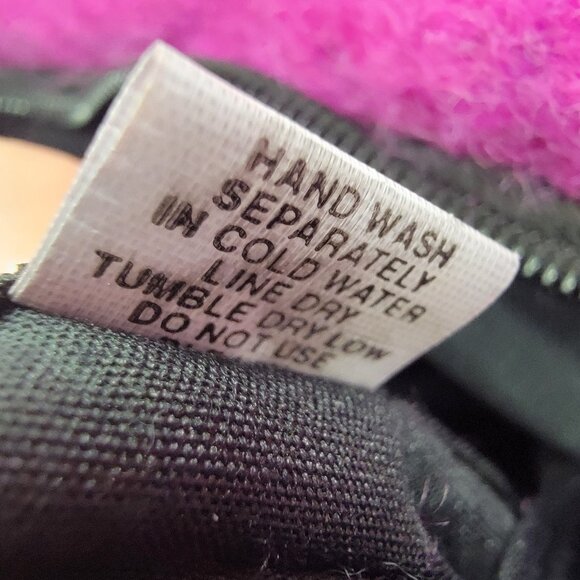 HAND WASH
SEPARATELY
IN COLD WATER
LINE DRY
TUMBLE DRY LOW
DO NOT USE